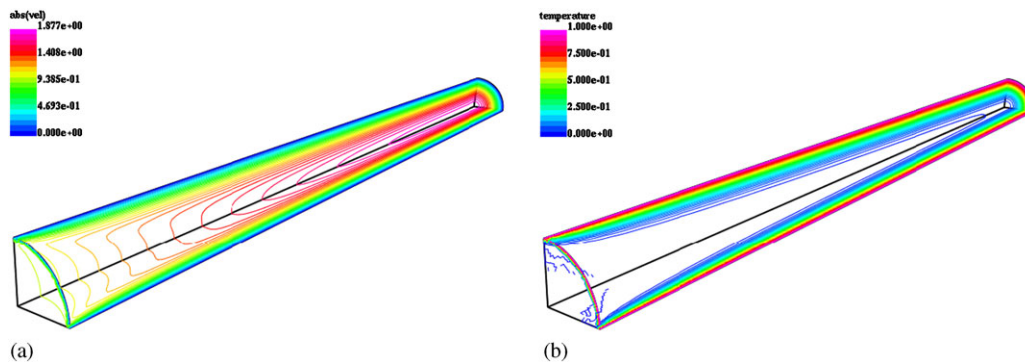 abs(vel)
1.877e+00
1.408e+00
9.385e-01
4.693e-01
0.000e+00
(a)
temperature
1.000e+00
7.500e-01
5.000e-01
2.500e-01
0.000e+00
(b)